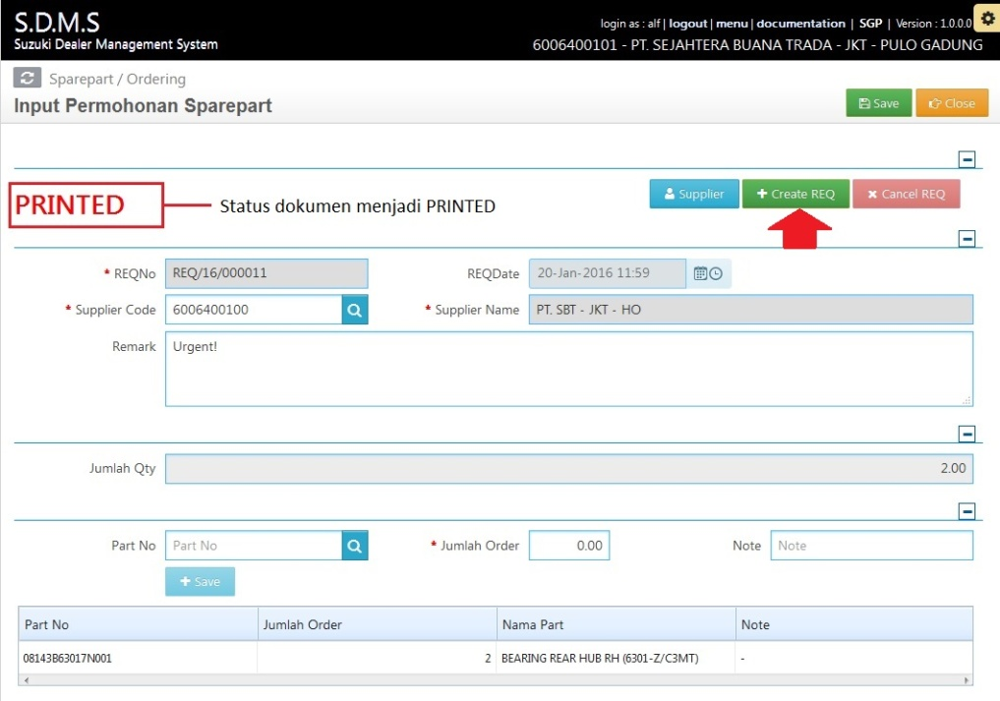 S.D.M.S
Suzuki Dealer Management System
login as : alf | logout | menu | documentation | SGP | Version : 1.0.0.0
6006400101 - PT. SEJAHTERA BUANA TRADA - JKT - PULO GADUNG
Sparepart / Ordering
Input Permohonan Sparepart
Save Close
PRINTED Status dokumen menjadi PRINTED
Supplier + Create REQ × Cancel REQ
* REQNo REQ/16/000011 REQDate 20-Jan-2016 11:59
* Supplier Code 6006400100 * Supplier Name PT. SBT - JKT - HO
Remark Urgent!
Jumlah Qty 2.00
Part No Part No * Jumlah Order 0.00 Note Note
+ Save
Part No Jumlah Order Nama Part Note
08143B63017N001 2 BEARING REAR HUB RH (6301-Z/C3MT) -